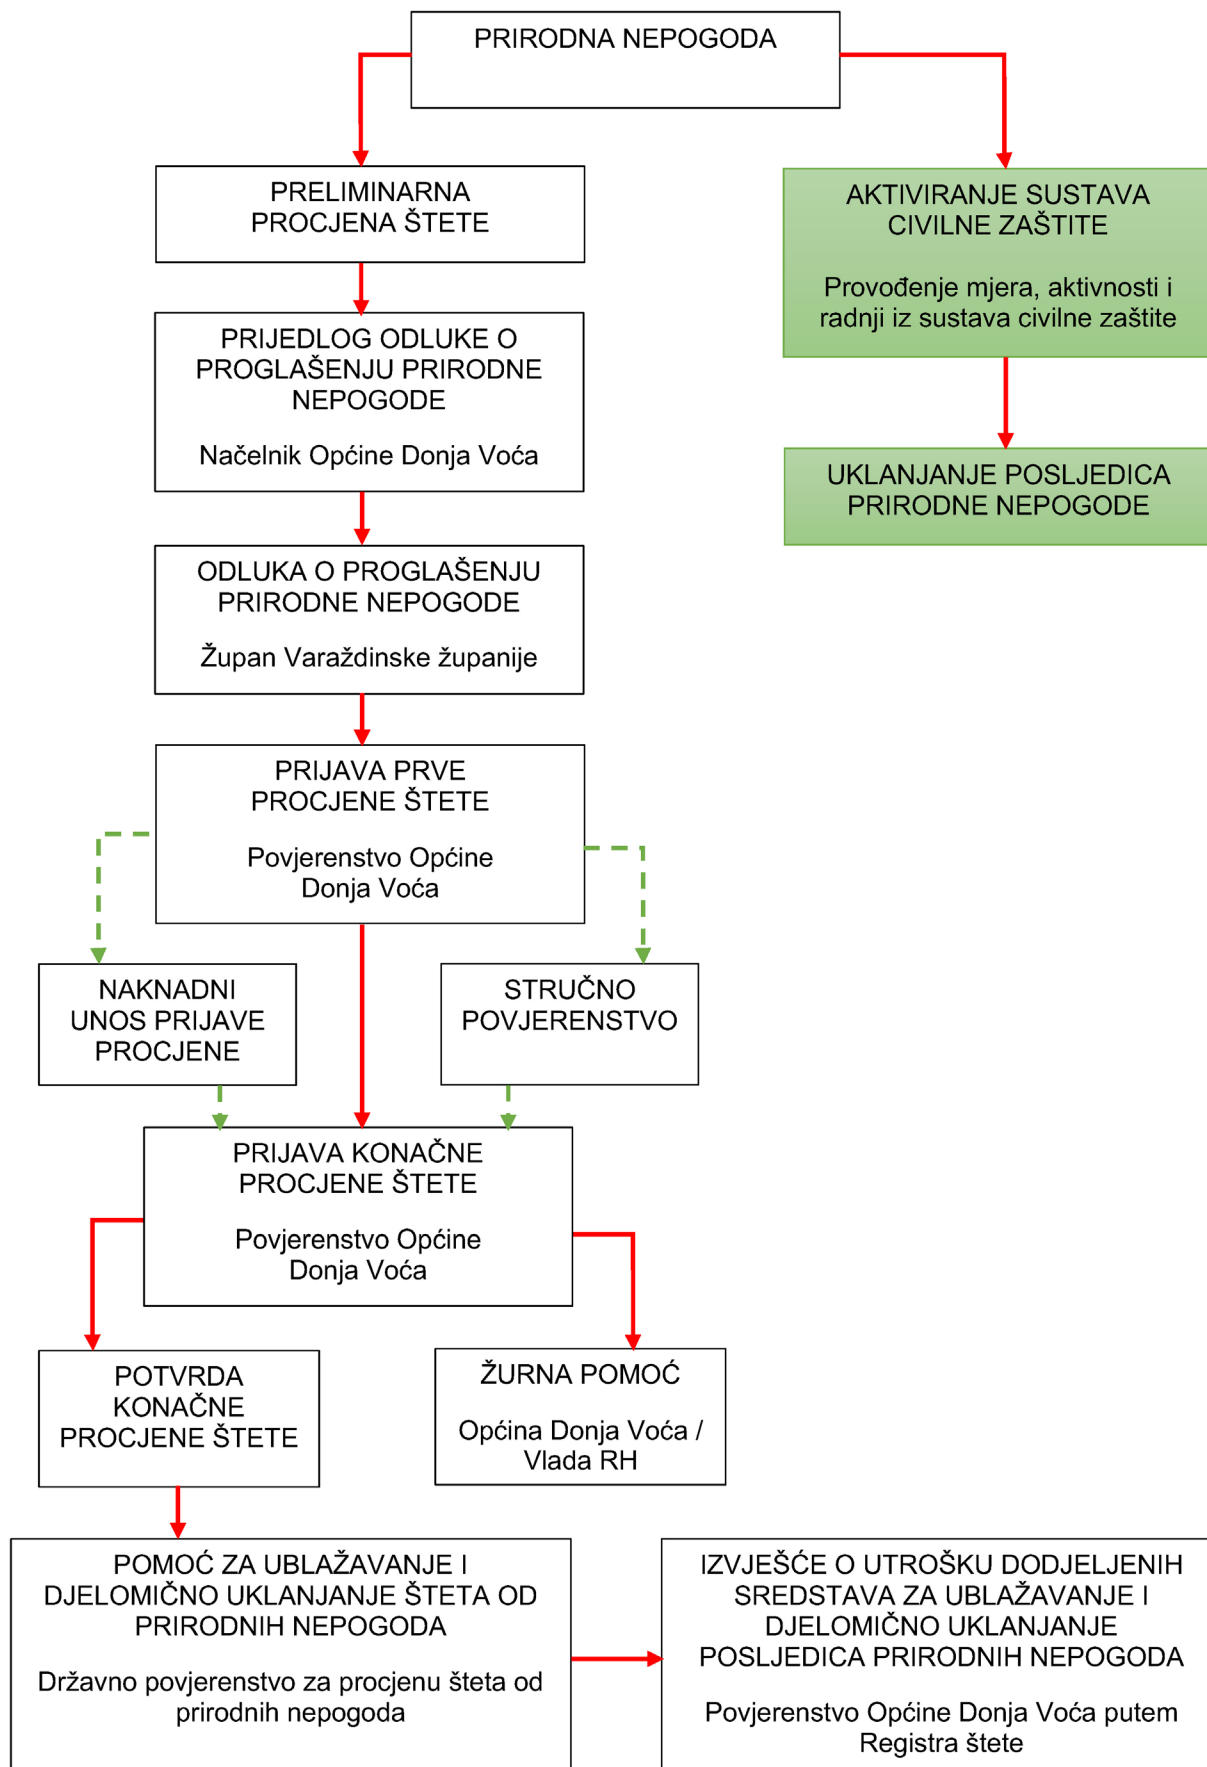 PRIRODNA NEPOGODA
PRELIMINARNA
PROCJENA ŠTETE
AKTIVIRANJE SUSTAVA
CIVILNE ZAŠTITE
Provođenje mjera, aktivnosti i
radnji iz sustava civilne zaštite
PRIJEDLOG ODLUKE O
PROGLAŠENJU PRIRODNE
NEPOGODE
Načelnik Općine Donja Voća
UKLANJANJE POSLJEDICA
PRIRODNE NEPOGODE
ODLUKA O PROGLAŠENJU
PRIRODNE NEPOGODE
Župan Varaždinske županije
PRIJAVA PRVE
PROCJENE ŠTETE
Povjerenstvo Općine
Donja Voća
NAKNADNI
UNOS PRIJAVE
PROCJENE
STRUČNO
POVJERENSTVO
PRIJAVA KONAČNE
PROCJENE ŠTETE
Povjerenstvo Općine
Donja Voća
POTVRDA
KONAČNE
PROCJENE ŠTETE
ŽURNA POMOĆ
Općina Donja Voća /
Vlada RH
POMOĆ ZA UBLAŽAVANJE I
DJELOMIČNO UKLANJANJE ŠTETA OD
PRIRODNIH NEPOGODA
Državno povjerenstvo za procjenu šteta od
prirodnih nepogoda
IZVJEŠĆE O UTROŠKU DODJELJENIH
SREDSTAVA ZA UBLAŽAVANJE I
DJELOMIČNO UKLANJANJE
POSLJEDICA PRIRODNIH NEPOGODA
Povjerenstvo Općine Donja Voća putem
Registra štete